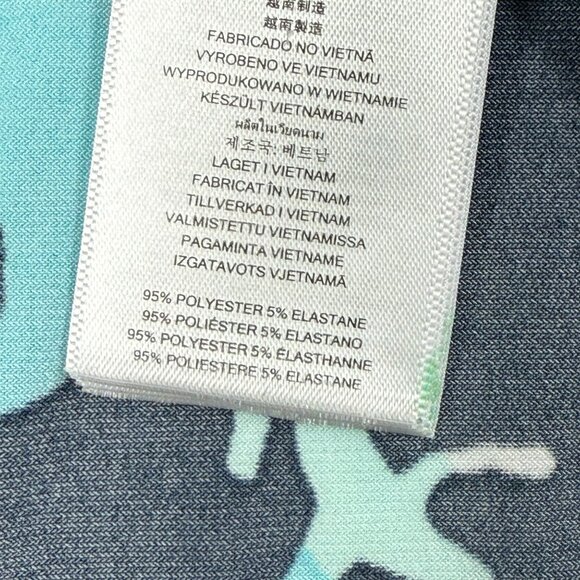 越南制造
越南製造
FABRICADO NO VIETNÃ
VYROBENO VE VIETNAMU
WYPRODUKOWANO W WIETNAMIE
KÉSZÜLT VIETNÁMBAN
ผลิตในเวียดนาม
제조국: 베트남
LAGET I VIETNAM
FABRICAT ÎN VIETNAM
TILLVERKAD I VIETNAM
VALMISTETTU VIETNAMISSA
PAGAMINTA VIETNAME
IZGATAVOTS VJETNAMĀ
95% POLYESTER 5% ELASTANE
95% POLIÉSTER 5% ELASTANO
95% POLYESTER 5% ÉLASTHANNE
95% POLIESTERE 5% ELASTANE